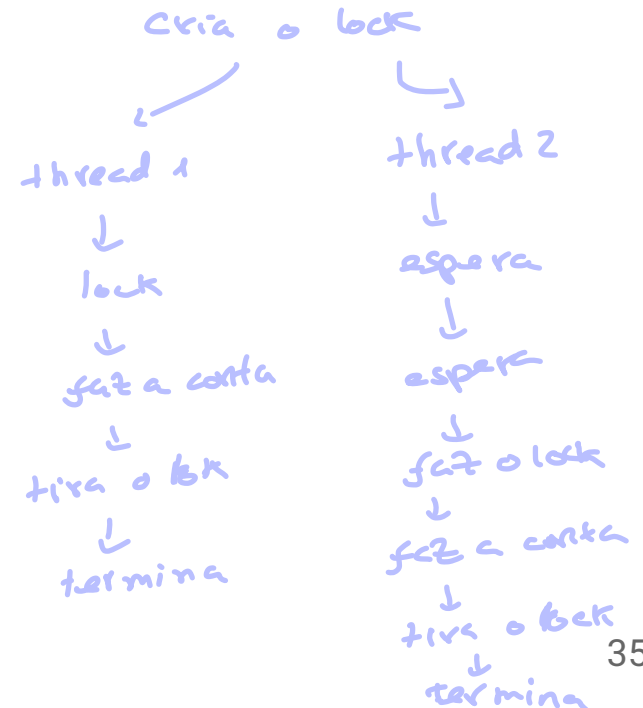 cria o lock
thread 1
lock
faz a conta
tira o lock
termina
thread 2
espera
espera
faz o lock
faz a conta
tira o lock
termina
35